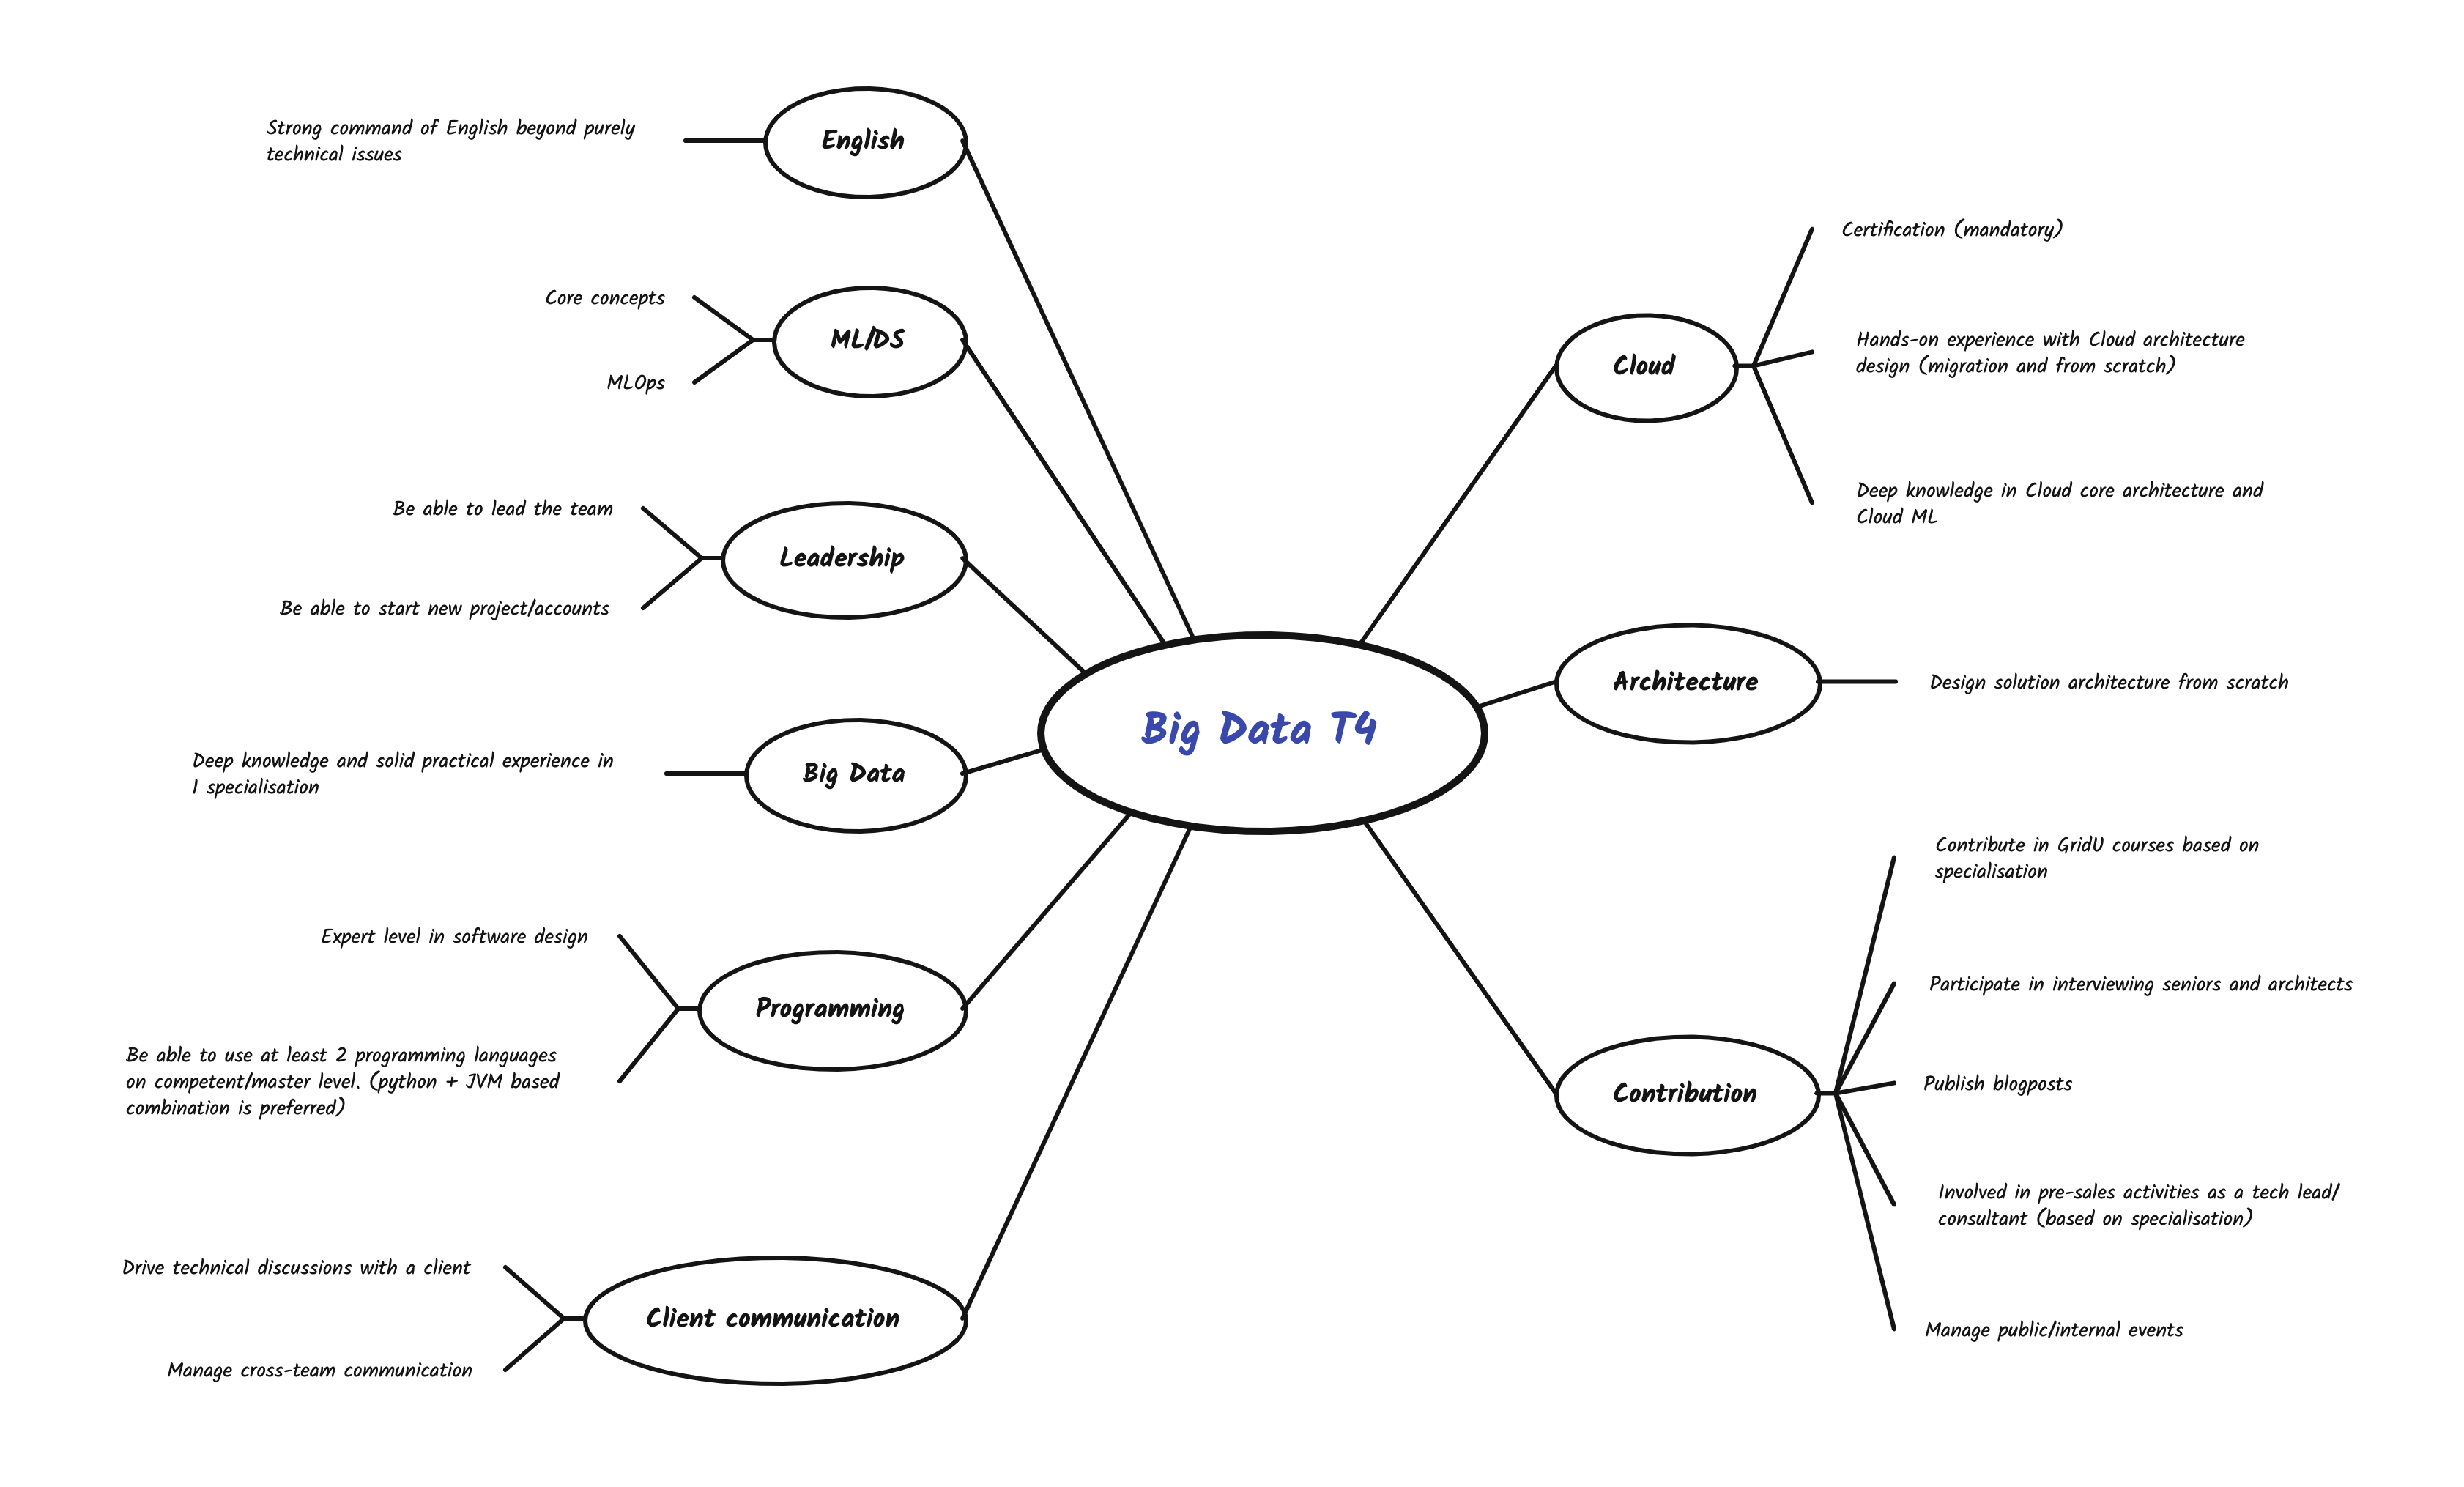 Big Data T4
English
Strong command of English beyond purely
technical issues
ML/DS
Core concepts
MLOps
Leadership
Be able to lead the team
Be able to start new project/accounts
Big Data
Deep knowledge and solid practical experience in
1 specialisation
Programming
Expert level in software design
Be able to use at least 2 programming languages
on competent/master level. (python + JVM based
combination is preferred)
Client communication
Drive technical discussions with a client
Manage cross-team communication
Cloud
Certification (mandatory)
Hands-on experience with Cloud architecture
design (migration and from scratch)
Deep knowledge in Cloud core architecture and
Cloud ML
Architecture
Design solution architecture from scratch
Contribution
Contribute in GridU courses based on
specialisation
Participate in interviewing seniors and architects
Publish blogposts
Involved in pre-sales activities as a tech lead/
consultant (based on specialisation)
Manage public/internal events